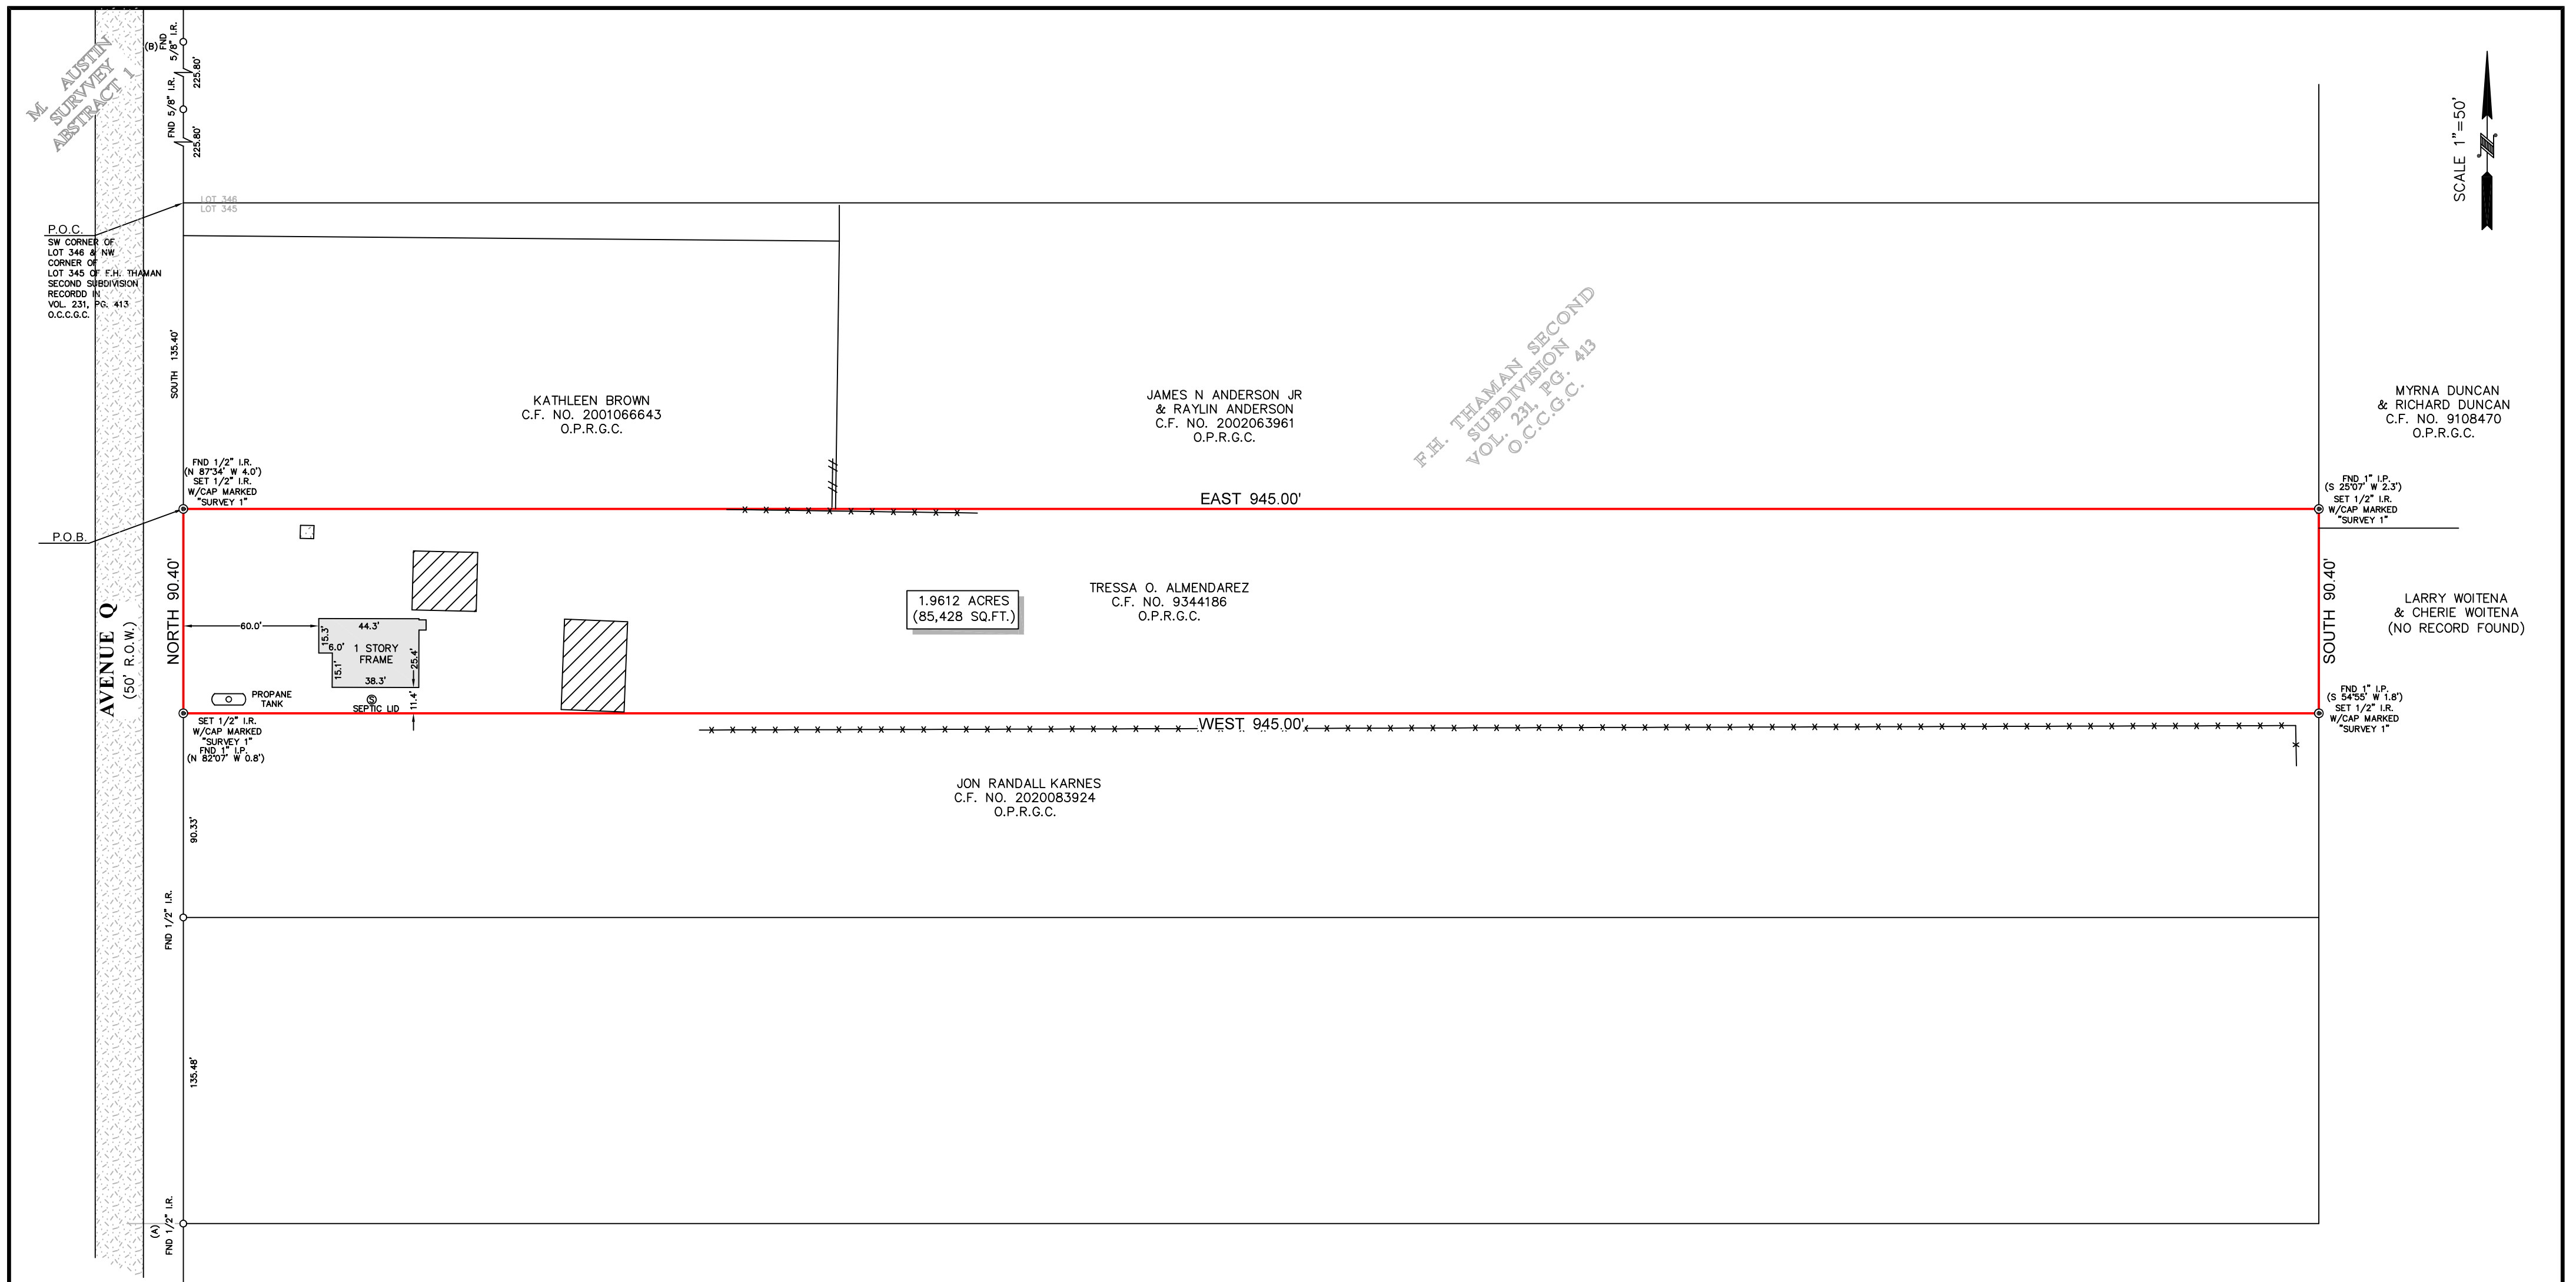 M. AUSTIN
SURVEY
ABSTRACT 1
(B)
FND
5/8" I.R.
225.80'
FND 5/8" I.R.
225.80'
SCALE 1"=50'
N
LOT 346
LOT 345
P.O.C.
SW CORNER OF
LOT 346 & NW
CORNER OF
LOT 345 OF F.H. THAMAN
SECOND SUBDIVISION
RECORDD IN
VOL. 231, PG. 413
O.C.C.G.C.
SOUTH 135.40'
KATHLEEN BROWN
C.F. NO. 2001066643
O.P.R.G.C.
JAMES N ANDERSON JR
& RAYLIN ANDERSON
C.F. NO. 2002063961
O.P.R.G.C.
F.H. THAMAN SECOND
SUBDIVISION
VOL. 231, PG. 413
O.C.C.G.C.
MYRNA DUNCAN
& RICHARD DUNCAN
C.F. NO. 9108470
O.P.R.G.C.
FND 1/2" I.R.
(N 87°34' W 4.0')
SET 1/2" I.R.
W/CAP MARKED
"SURVEY 1"
EAST 945.00'
FND 1" I.P.
(S 25°07' W 2.3')
SET 1/2" I.R.
W/CAP MARKED
"SURVEY 1"
P.O.B.
AVENUE Q
(50' R.O.W.)
NORTH 90.40'
60.0'
44.3'
15.3'
6.0'
1 STORY
FRAME
15.1'
25.4'
38.3'
11.4'
PROPANE
TANK
S
SEPTIC LID
1.9612 ACRES
(85,428 SQ.FT.)
TRESSA O. ALMENDAREZ
C.F. NO. 9344186
O.P.R.G.C.
SOUTH 90.40'
LARRY WOITENA
& CHERIE WOITENA
(NO RECORD FOUND)
FND 1" I.P.
(S 54°55' W 1.8')
SET 1/2" I.R.
W/CAP MARKED
"SURVEY 1"
SET 1/2" I.R.
W/CAP MARKED
"SURVEY 1"
FND 1" I.P.
(N 82°07' W 0.8')
WEST 945.00'
JON RANDALL KARNES
C.F. NO. 2020083924
O.P.R.G.C.
90.33'
FND 1/2" I.R.
135.48'
(A)
FND 1/2" I.R.